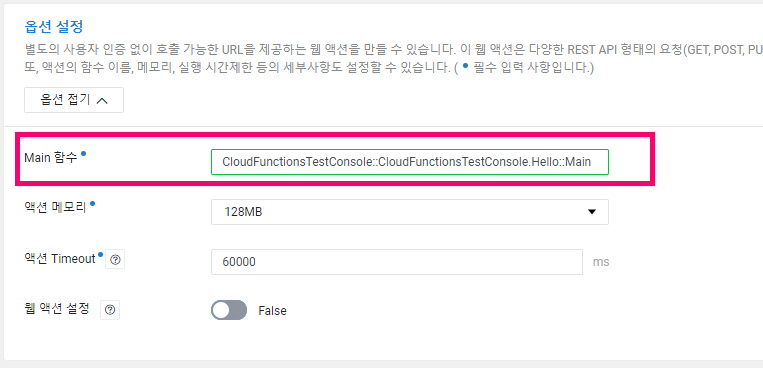 옵션 설정
별도의 사용자 인증 없이 호출 가능한 URL을 제공하는 웹 액션을 만들 수 있습니다. 이 웹 액션은 다양한 REST API 형태의 요청(GET, POST, PU
또, 액션의 함수 이름, 메모리, 실행 시간제한 등의 세부사항도 설정할 수 있습니다. ( • 필수 입력 사항입니다.)
옵션 접기
Main 함수 •
CloudFunctionsTestConsole::CloudFunctionsTestConsole.Hello::Main
액션 메모리 •
128MB
액션 Timeout • ?
60000 ms
웹 액션 설정 ?
False